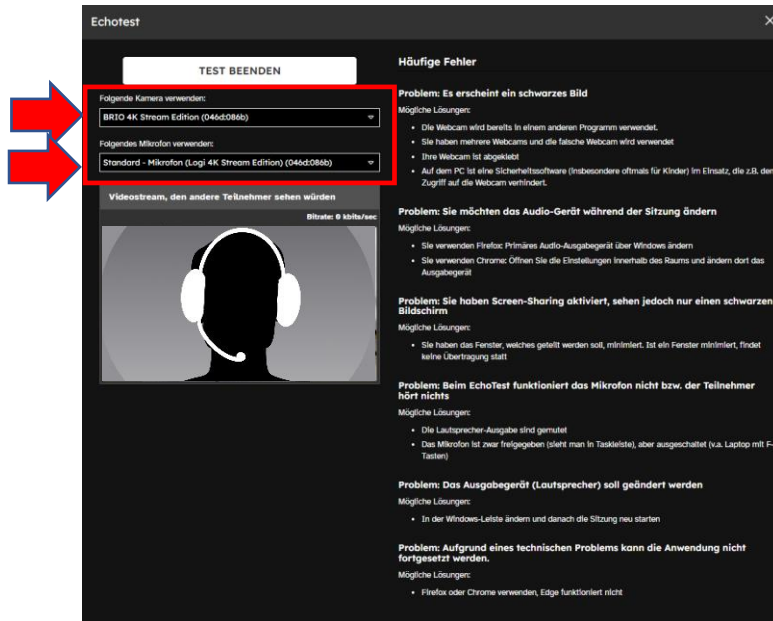 Echotest
TEST BEENDEN
Folgende Kamera verwenden:
BRIO 4K Stream Edition (046d:086b)
Folgendes Mikrofon verwenden:
Standard - Mikrofon (Logi 4K Stream Edition) (046d:086b)
Videostream, den andere Teilnehmer sehen würden
Bitrate: 0 kbits/sec
Häufige Fehler
Problem: Es erscheint ein schwarzes Bild
Mögliche Lösungen:
• Die Webcam wird bereits in einem anderen Programm verwendet.
• Sie haben mehrere Webcams und die falsche Webcam wird verwendet
• Ihre Webcam ist abgeklebt
• Auf dem PC ist eine Sicherheitssoftware (insbesondere oftmals für Kinder) im Einsatz, die z.B. den
Zugriff auf die Webcam verhindert.
Problem: Sie möchten das Audio-Gerät während der Sitzung ändern
Mögliche Lösungen:
• Sie verwenden Firefox: Primäres Audio-Ausgabegerät über Windows ändern
• Sie verwenden Chrome: Öffnen Sie die Einstellungen innerhalb des Raums und ändern dort das
Ausgabegerät
Problem: Sie haben Screen-Sharing aktiviert, sehen jedoch nur einen schwarzen
Bildschirm
Mögliche Lösungen:
• Sie haben das Fenster, welches geteilt werden soll, minimiert. Ist ein Fenster minimiert, findet
keine Übertragung statt
Problem: Beim EchoTest funktioniert das Mikrofon nicht bzw. der Teilnehmer
hört nichts
Mögliche Lösungen:
• Die Lautsprecher-Ausgabe sind gemutet
• Das Mikrofon ist zwar freigegeben (sieht man in Taskleiste), aber ausgeschaltet (v.a. Laptop mit F-
Tasten)
Problem: Das Ausgabegerät (Lautsprecher) soll geändert werden
Mögliche Lösungen:
• In der Windows-Leiste ändern und danach die Sitzung neu starten
Problem: Aufgrund eines technischen Problems kann die Anwendung nicht
fortgesetzt werden.
Mögliche Lösungen:
• Firefox oder Chrome verwenden, Edge funktioniert nicht